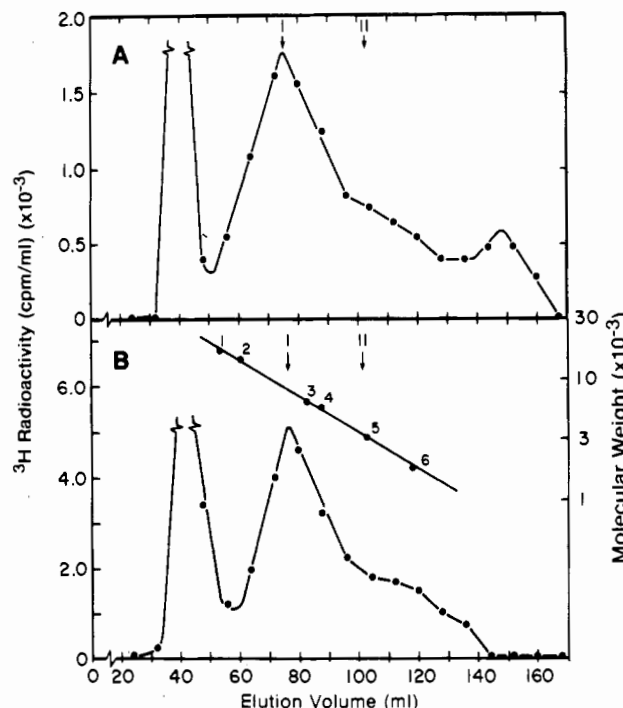 I II
2.0
A
1.5
1.0
0.5
0
³H Radioactivity (cpm/ml) (x10⁻³)
30
10
3
1
Molecular Weight (x10⁻³)
B
1 2 I II
3 4
5
6
6.0
4.0
2.0
0
0 20 40 60 80 100 120 140 160
Elution Volume (ml)